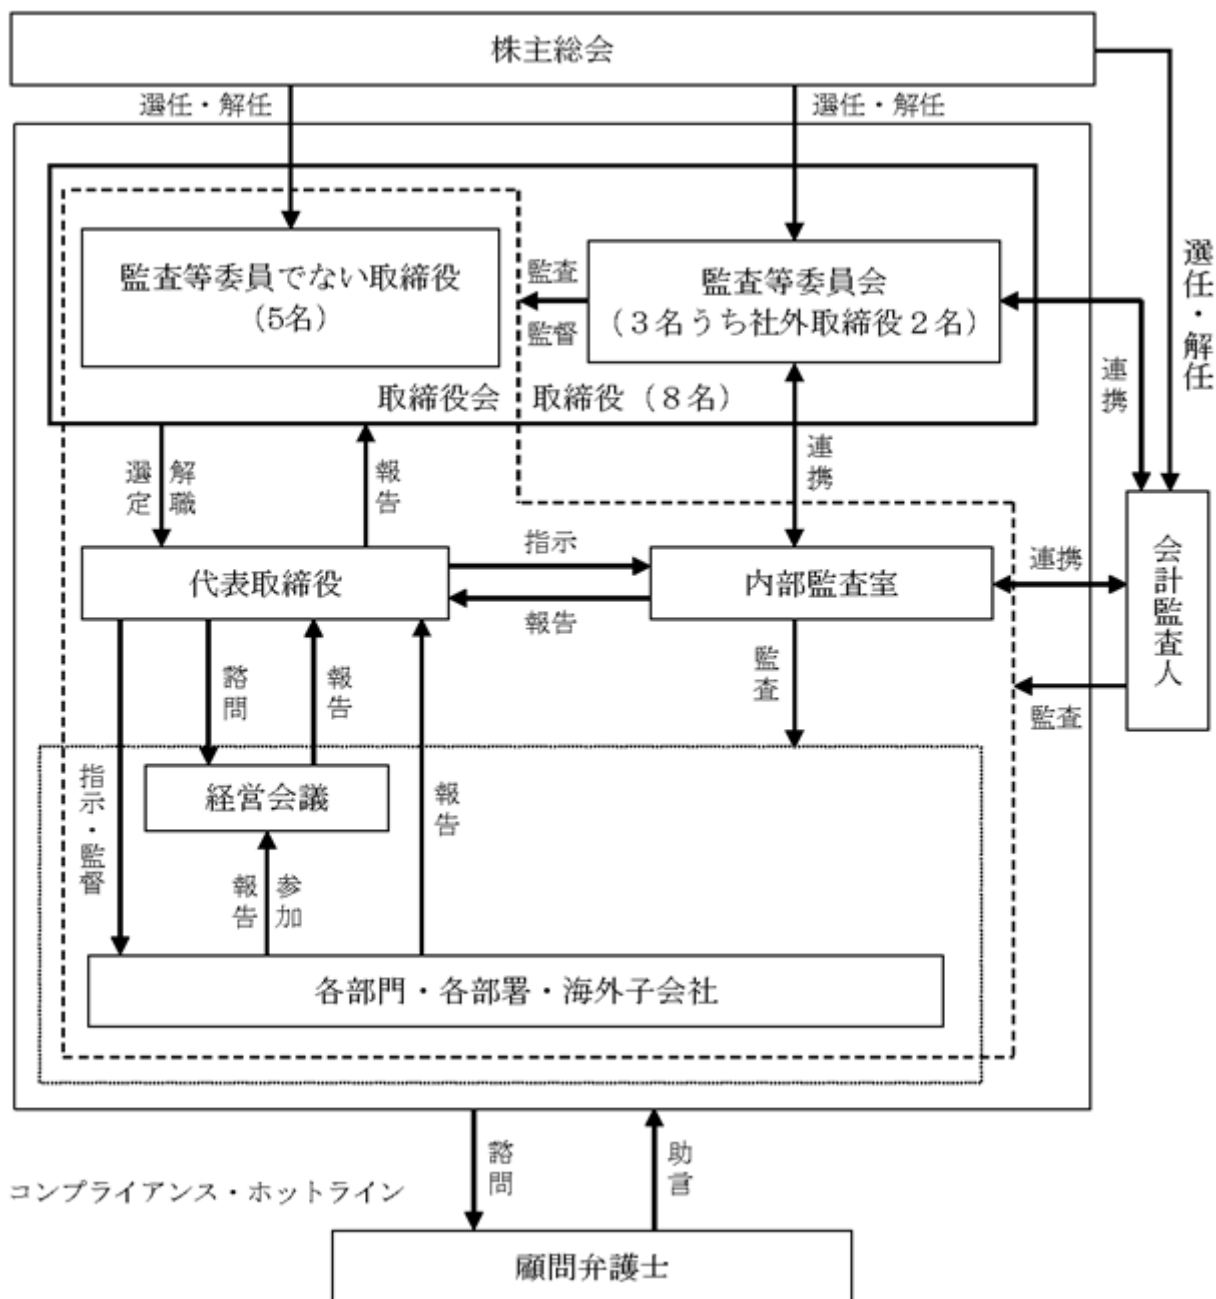 株主総会
選任・解任
選任・解任
監査等委員でない取締役
(5名)
監査
監督
監査等委員会
(３名うち社外取締役２名)
選任・解任
連携
取締役会
取締役（８名）
選定
解職
報告
連携
代表取締役
指示
報告
内部監査室
連携
会計監査人
諮問
報告
監査
監査
指示・監督
経営会議
報告
報告
参加
各部門・各部署・海外子会社
諮問
助言
コンプライアンス・ホットライン
顧問弁護士